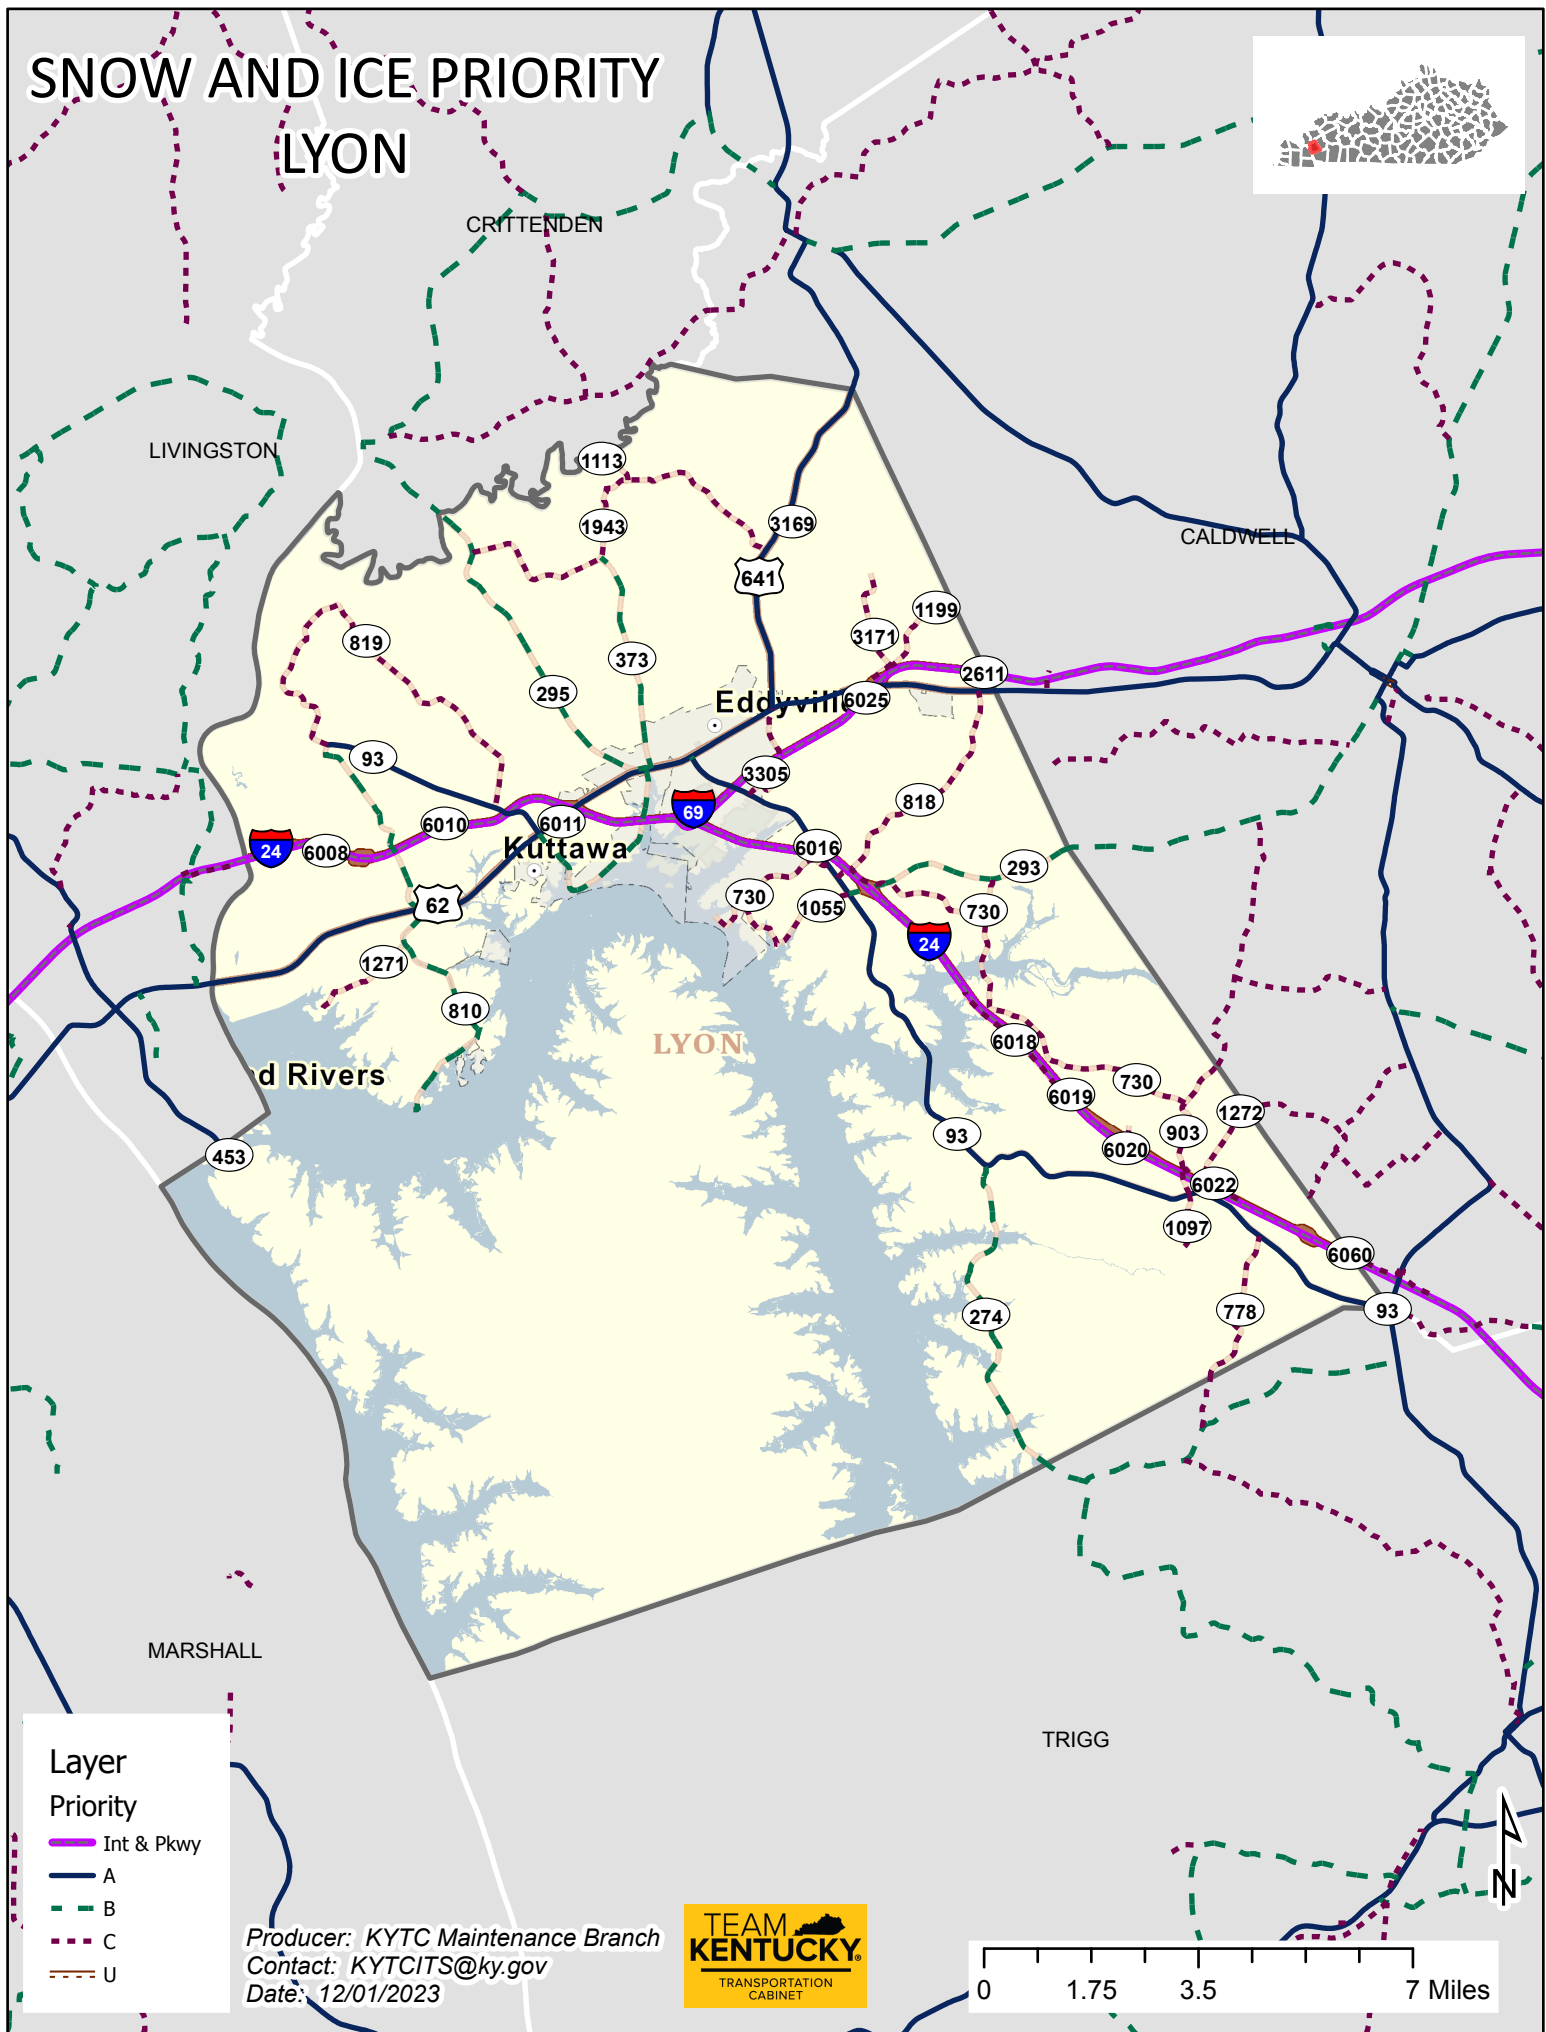 SNOW AND ICE PRIORITY
LYON
CRITTENDEN
LIVINGSTON
1113
1943
3169
CALDWELL
641
1199
819
3171
373
2611
295
Eddyvill
6025
93
3305
818
69
6010
6011
24
6008
Kuttawa
6016
293
730
1055
62
730
24
1271
810
LYON
6018
d Rivers
730
6019
1272
903
93
6020
453
6022
1097
6060
274
778
93
MARSHALL
TRIGG
Layer
Priority
Int & Pkwy
A
B
C
U
Producer: KYTC Maintenance Branch
Contact: KYTCITS@ky.gov
Date: 12/01/2023
TEAM
KENTUCKY®
TRANSPORTATION
CABINET
N
0 1.75 3.5 7 Miles